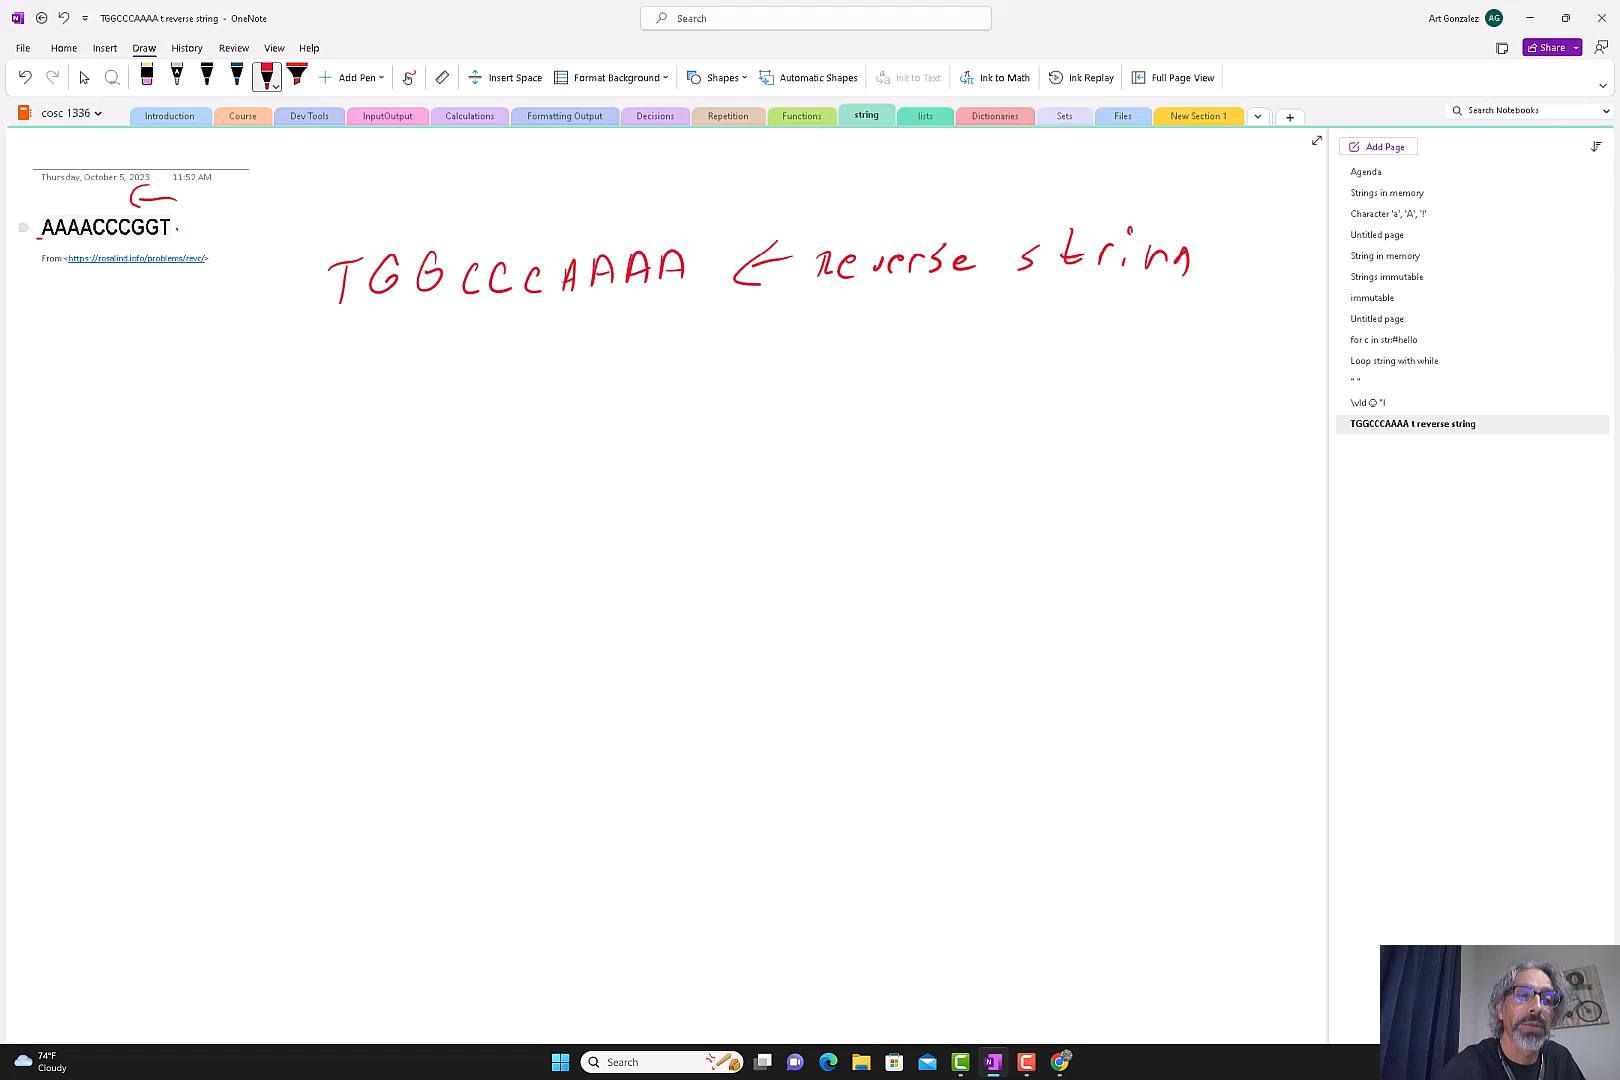 TGGCCCAAAA t reverse string - OneNote
Search
Art Gonzalez
AG
File Home Insert Draw History Review View Help
Share
Add Pen
Insert Space
Format Background
Shapes
Automatic Shapes
Ink to Text
Ink to Math
Ink Replay
Full Page View
cosc 1336
Introduction Course Dev Tools InputOutput Calculations Formatting Output Decisions Repetition Functions string lists Dictionaries Sets Files New Section 1
Search Notebooks
Thursday, October 5, 2023 11:52 AM
AAAACCCGGT
From <https://rosalind.info/problems/revc/>
TGGCCCAAAA ← reverse string
Add Page
Agenda
Strings in memory
Character 'a', 'A', '!'
Untitled page
String in memory
Strings immutable
immutable
Untitled page
for c in str:#hello
Loop string with while
" "
\vld ☺ "l
TGGCCCAAAA t reverse string
74°F
Cloudy
Search